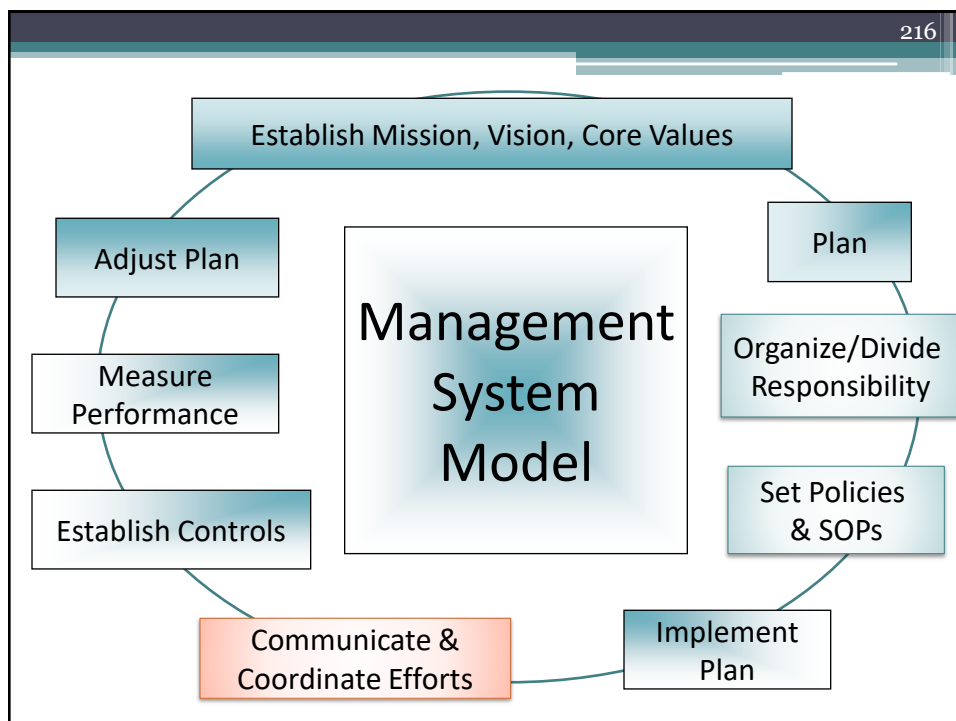 216
Establish Mission, Vision, Core Values
Plan
Organize/Divide
Responsibility
Set Policies
& SOPs
Implement
Plan
Communicate &
Coordinate Efforts
Establish Controls
Measure
Performance
Adjust Plan
Management
System
Model